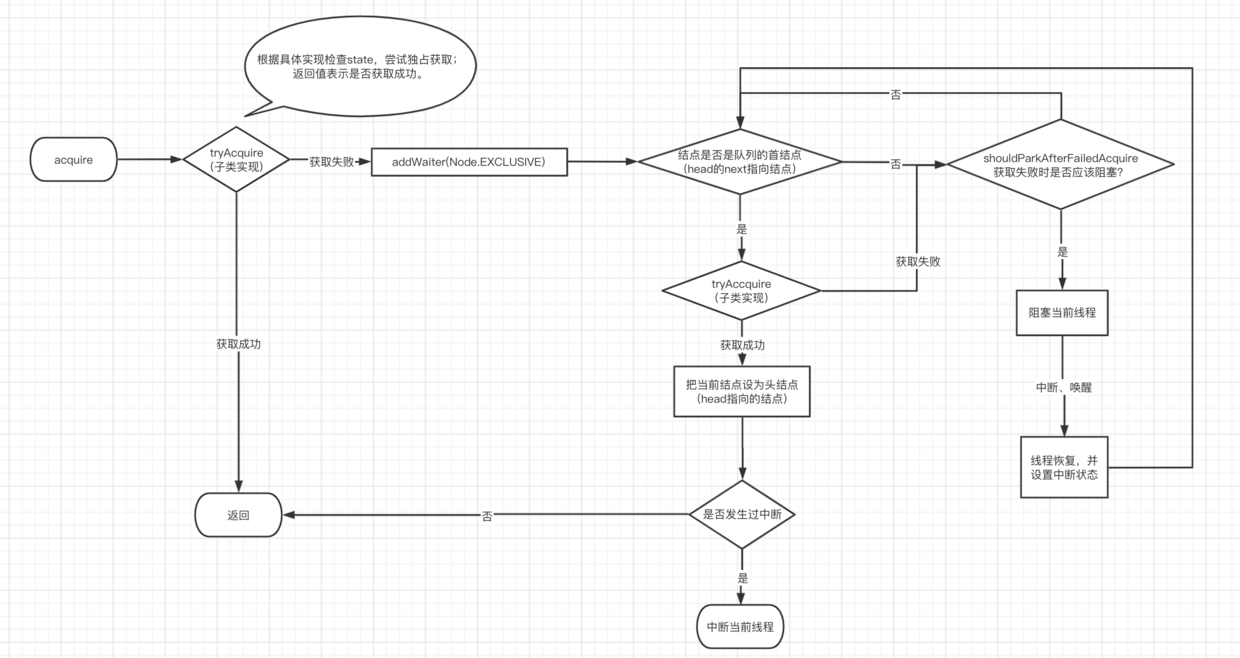 根据具体实现检查state，尝试独占获取；
返回值表示是否获取成功。
acquire
tryAcquire
(子类实现)
获取失败
addWaiter(Node.EXCLUSIVE)
结点是否是队列的首结点
(head的next指向结点)
否
否
shouldParkAfterFailedAcquire
获取失败时是否应该阻塞?
是
获取失败
是
tryAccquire
(子类实现)
阻塞当前线程
获取成功
获取成功
把当前结点设为头结点
(head指向的结点)
中断、唤醒
线程恢复，并
设置中断状态
返回
否
是否发生过中断
是
中断当前线程